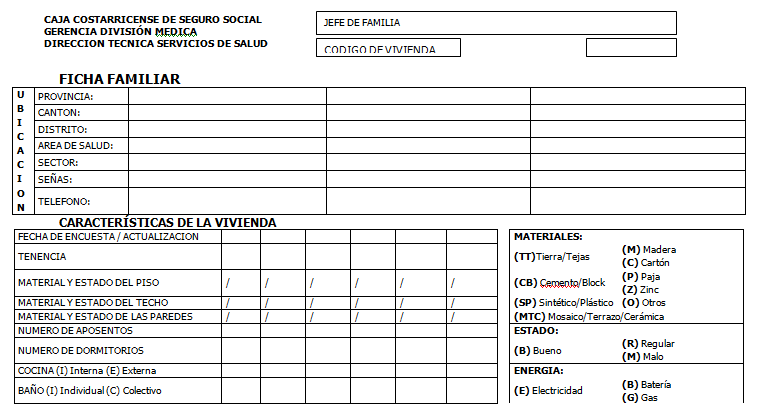 CAJA COSTARRICENSE DE SEGURO SOCIAL
GERENCIA DIVISIÓN MEDICA
DIRECCION TECNICA SERVICIOS DE SALUD
JEFE DE FAMILIA
CODIGO DE VIVIENDA
FICHA FAMILIAR
UBICACION
PROVINCIA:
CANTON:
DISTRITO:
AREA DE SALUD:
SECTOR:
SEÑAS:
TELEFONO:
CARACTERÍSTICAS DE LA VIVIENDA
FECHA DE ENCUESTA / ACTUALIZACION
TENENCIA
MATERIAL Y ESTADO DEL PISO / / / / / /
MATERIAL Y ESTADO DEL TECHO / / / / / /
MATERIAL Y ESTADO DE LAS PAREDES / / / / / /
NUMERO DE APOSENTOS
NUMERO DE DORMITORIOS
COCINA (I) Interna (E) Externa
BAÑO (I) Individual (C) Colectivo
MATERIALES:
(TT)Tierra/Tejas
(M) Madera
(C) Cartón
(CB) Cemento/Block
(P) Paja
(Z) Zinc
(SP) Sintético/Plástico (O) Otros
(MTC) Mosaico/Terrazo/Cerámica
ESTADO:
(B) Bueno
(R) Regular
(M) Malo
ENERGIA:
(E) Electricidad
(B) Batería
(G) Gas